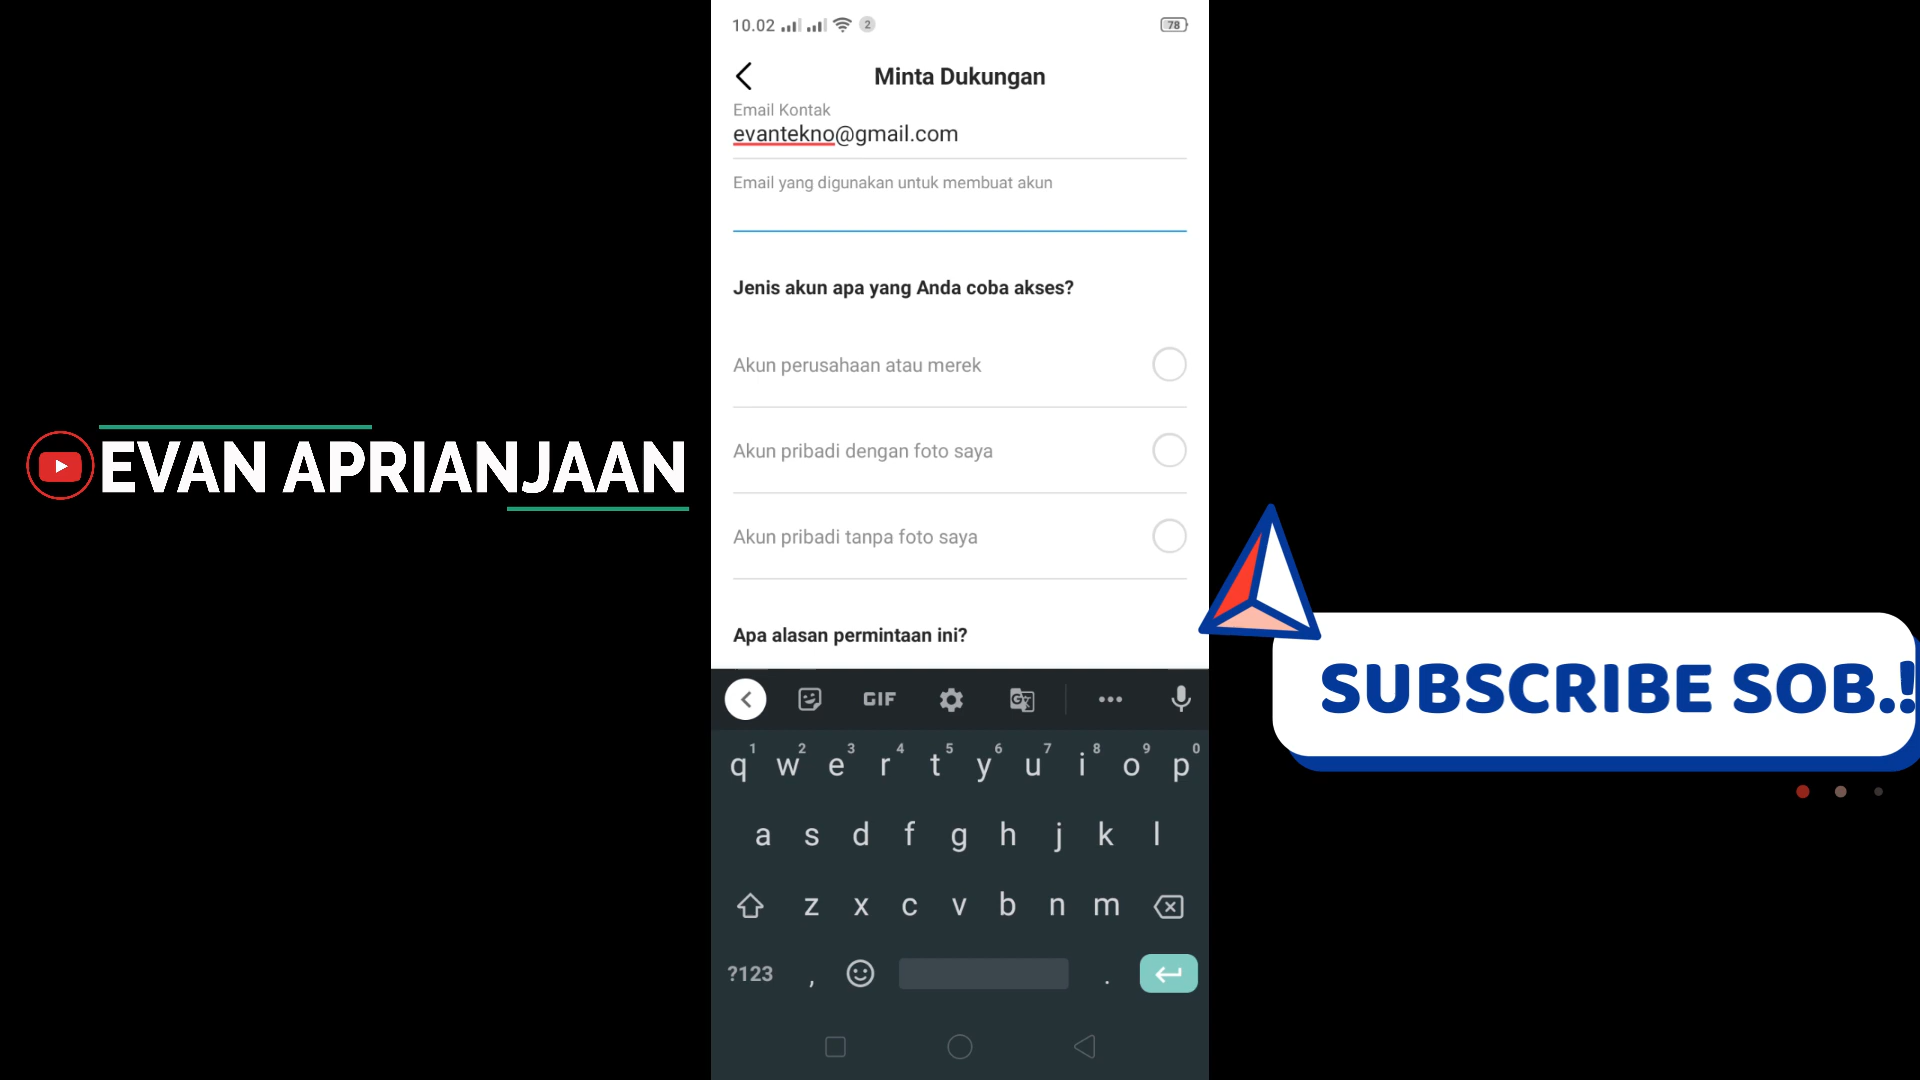 10.02 2 78
Minta Dukungan
Email Kontak
evantekno@gmail.com
Email yang digunakan untuk membuat akun
Jenis akun apa yang Anda coba akses?
Akun perusahaan atau merek
Akun pribadi dengan foto saya
Akun pribadi tanpa foto saya
Apa alasan permintaan ini?
EVAN APRIANJAAN
SUBSCRIBE SOB.!
GIF
1 2 3 4 5 6 7 8 9 0
q w e r t y u i o p
a s d f g h j k l
z x c v b n m
?123 , .